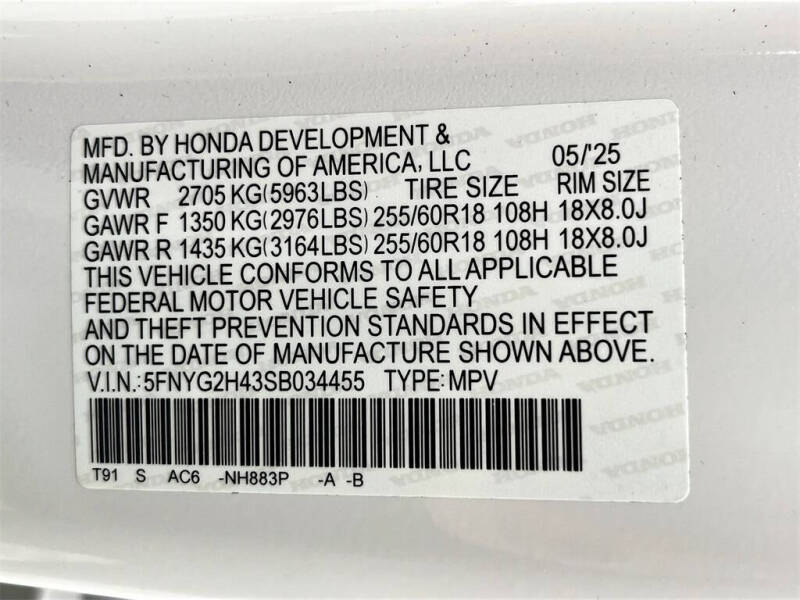 MFD. BY HONDA DEVELOPMENT &
MANUFACTURING OF AMERICA, LLC 05/'25
GVWR 2705 KG(5963LBS) TIRE SIZE RIM SIZE
GAWR F 1350 KG(2976LBS) 255/60R18 108H 18X8.0J
GAWR R 1435 KG(3164LBS) 255/60R18 108H 18X8.0J
THIS VEHICLE CONFORMS TO ALL APPLICABLE
FEDERAL MOTOR VEHICLE SAFETY
AND THEFT PREVENTION STANDARDS IN EFFECT
ON THE DATE OF MANUFACTURE SHOWN ABOVE.
V.I.N.:5FNYG2H43SB034455 TYPE:MPV
T91 S AC6 -NH883P -A -B